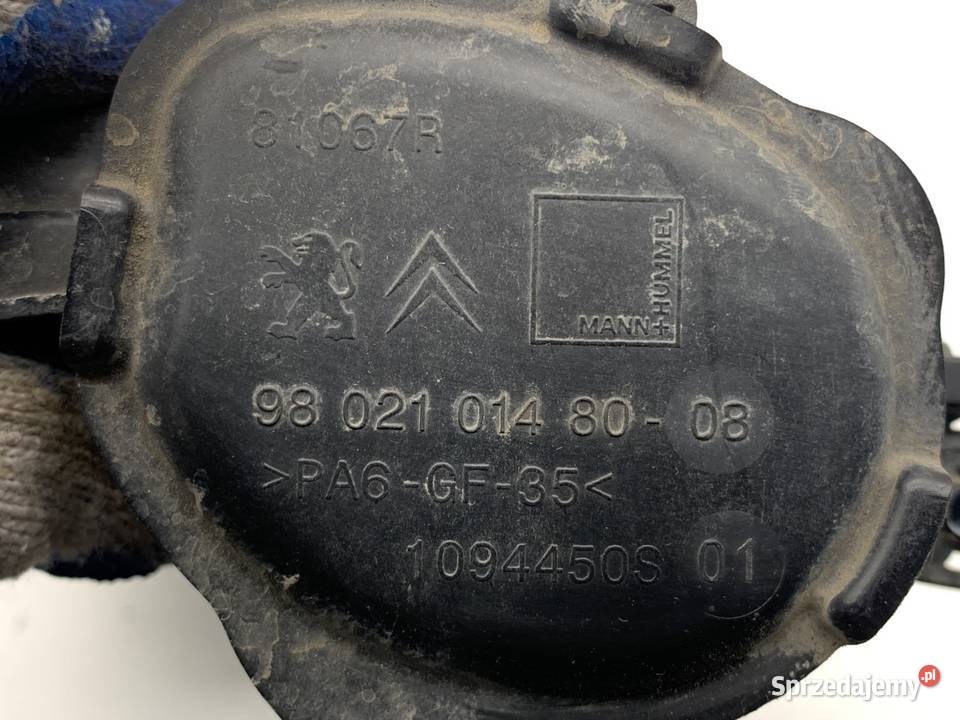 81067R
MANN+HUMMEL
98 021 014 80-08
>PA6-GF-35<
1094450S 01
Sprzedajemy.pl